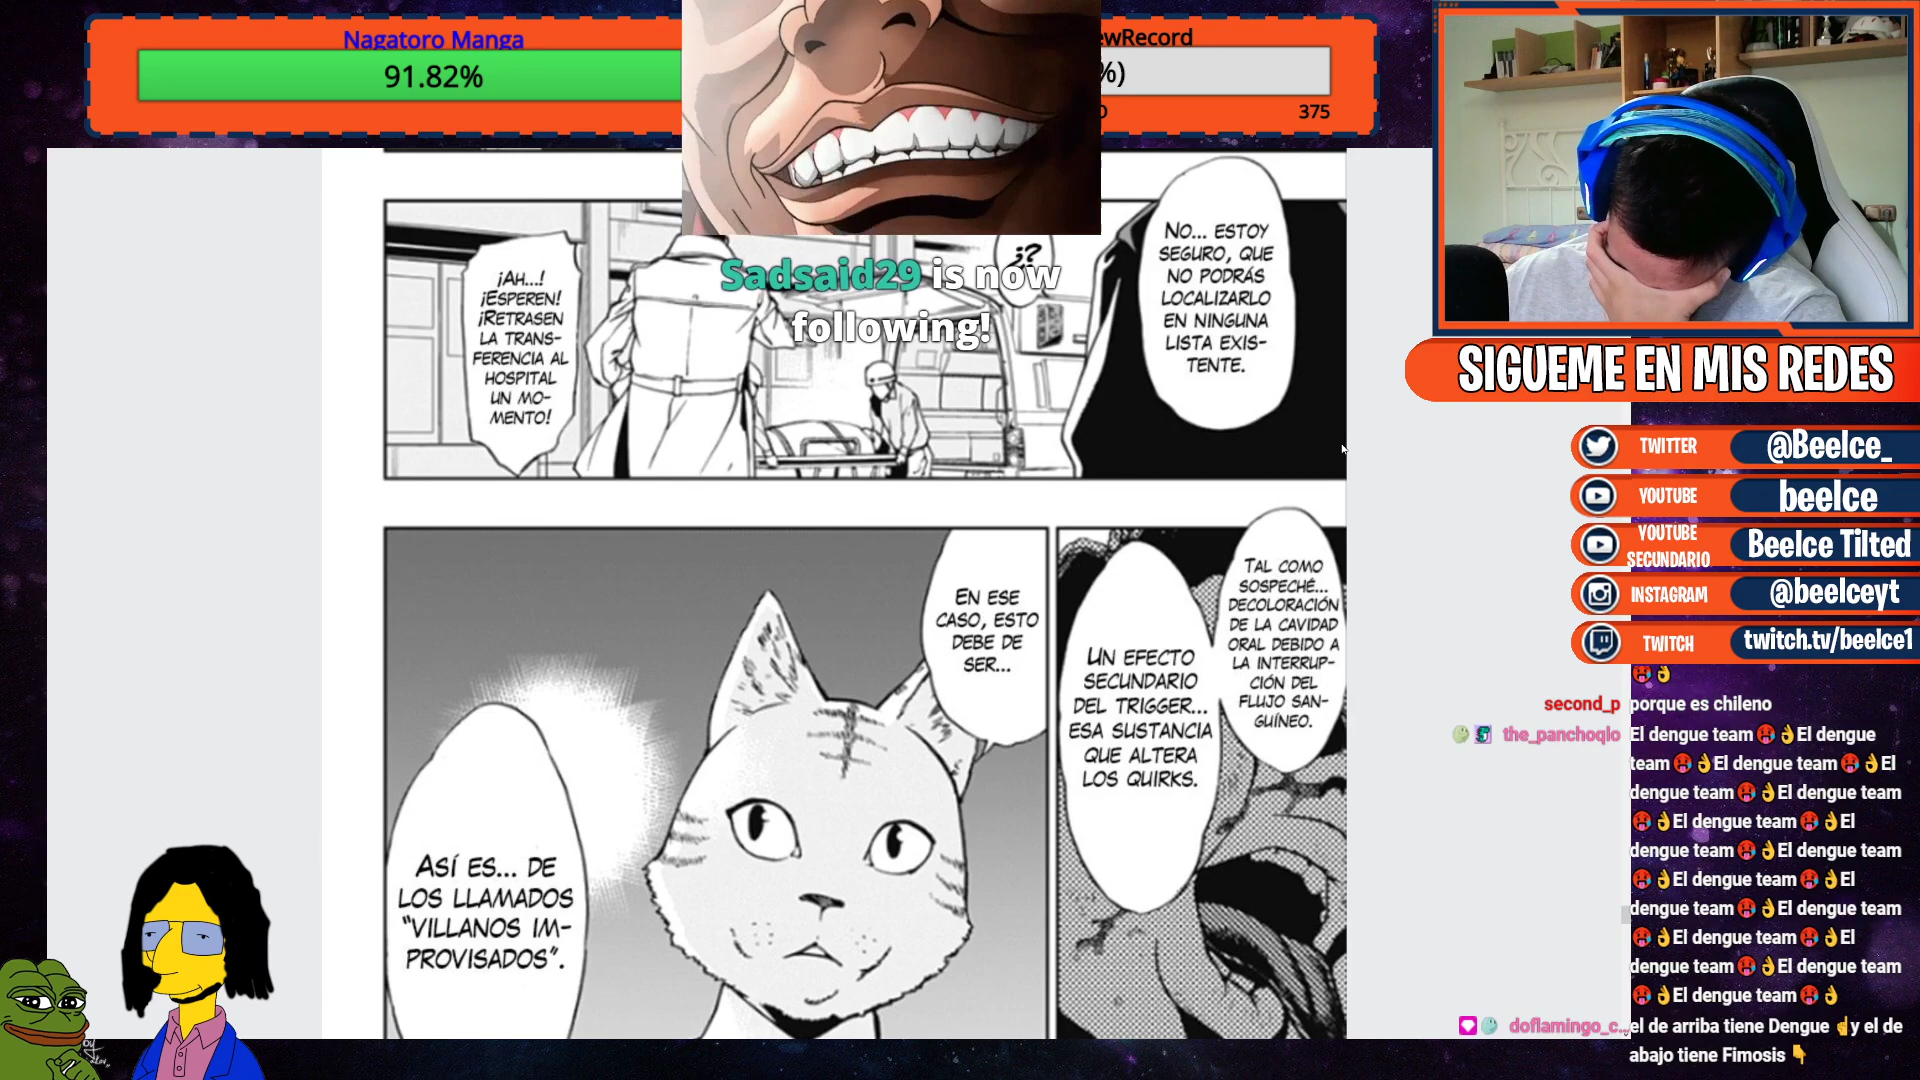 Nagatoro Manga
91.82%
ewRecord
%)
375
Sadsaid29 is now
following!
¡AH...!
¡ESPEREN!
¡RETRASEN
LA TRANS-
FERENCIA AL
HOSPITAL
UN MO-
MENTO!
¿?
NO... ESTOY
SEGURO, QUE
NO PODRÁS
LOCALIZARLO
EN NINGUNA
LISTA EXIS-
TENTE.
TAL COMO
SOSPECHÉ...
DECOLORACIÓN
DE LA CAVIDAD
ORAL DEBIDO A
LA INTERRUP-
CIÓN DEL
FLUJO SAN-
GUÍNEO.
UN EFECTO
SECUNDARIO
DEL TRIGGER...
ESA SUSTANCIA
QUE ALTERA
LOS QUIRKS.
EN ESE
CASO, ESTO
DEBE DE
SER...
ASÍ ES... DE
LOS LLAMADOS
"VILLANOS IM-
PROVISADOS".
SIGUEME EN MIS REDES
TWITTER @Beelce_
YOUTUBE beelce
YOUTUBE
SECUNDARIO Beelce Tilted
INSTAGRAM @beelceyt
TWITCH twitch.tv/beelce1
🥵👌
second_p porque es chileno
the_panchoqlo El dengue team🥵👌El dengue
team🥵👌El dengue team🥵👌El
dengue team🥵👌El dengue team
🥵👌El dengue team🥵👌El
dengue team🥵👌El dengue team
🥵👌El dengue team🥵👌El
dengue team🥵👌El dengue team
🥵👌El dengue team🥵👌El
dengue team🥵👌El dengue team
🥵👌El dengue team🥵👌
doflamingo_c... el de arriba tiene Dengue ☝y el de
abajo tiene Fimosis 👇